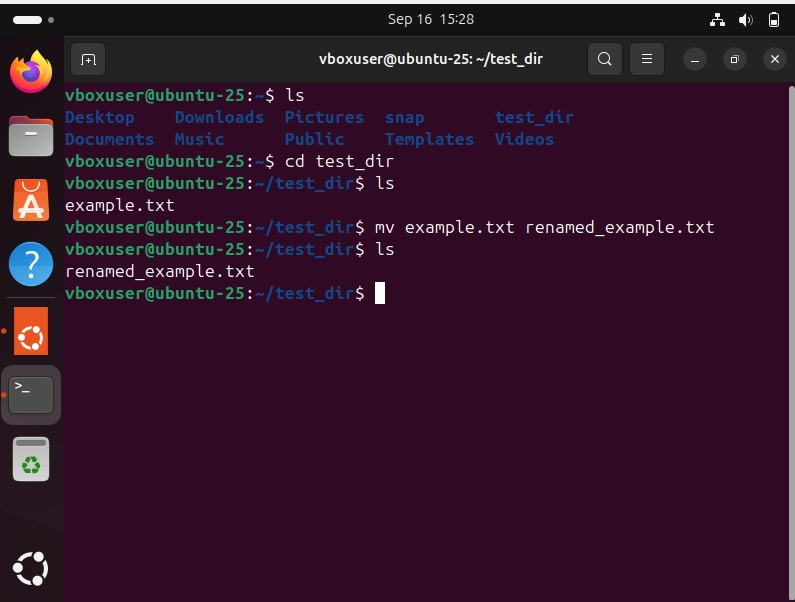 Sep 16 15:28
vboxuser@ubuntu-25: ~/test_dir
vboxuser@ubuntu-25:~$ ls
Desktop Downloads Pictures snap test_dir
Documents Music Public Templates Videos
vboxuser@ubuntu-25:~$ cd test_dir
vboxuser@ubuntu-25:~/test_dir$ ls
example.txt
vboxuser@ubuntu-25:~/test_dir$ mv example.txt renamed_example.txt
vboxuser@ubuntu-25:~/test_dir$ ls
renamed_example.txt
vboxuser@ubuntu-25:~/test_dir$